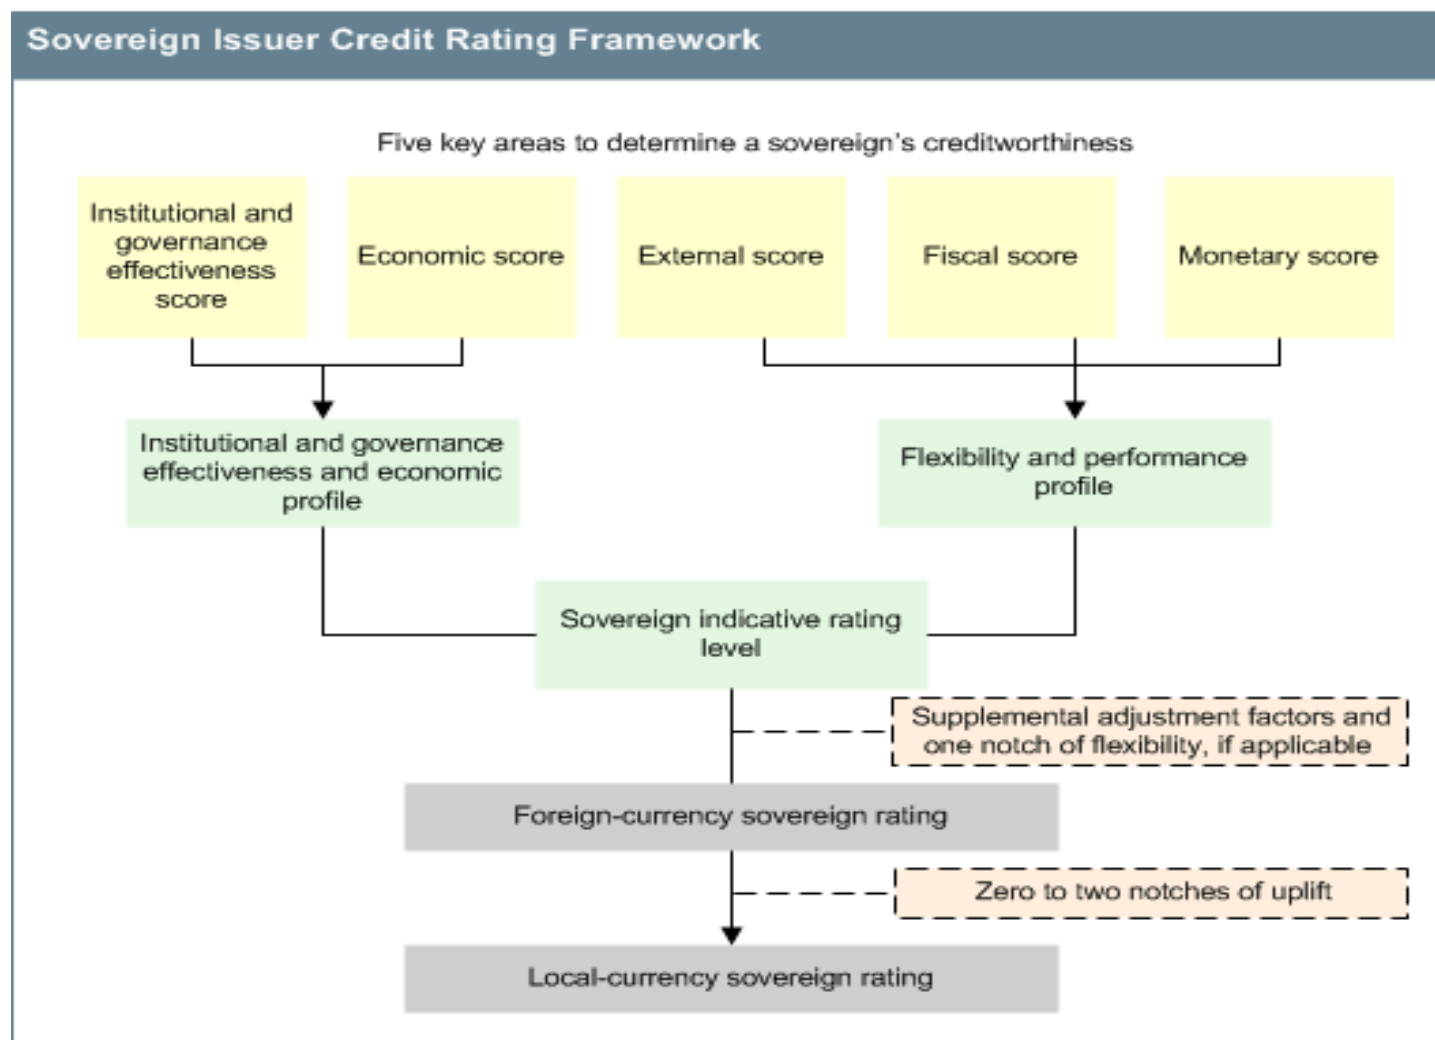 Sovereign Issuer Credit Rating Framework
Five key areas to determine a sovereign's creditworthiness
Institutional and
governance
effectiveness
score
Economic score
External score
Fiscal score
Monetary score
Institutional and governance
effectiveness and economic
profile
Flexibility and performance
profile
Sovereign indicative rating
level
Supplemental adjustment factors and
one notch of flexibility, if applicable
Foreign-currency sovereign rating
Zero to two notches of uplift
Local-currency sovereign rating